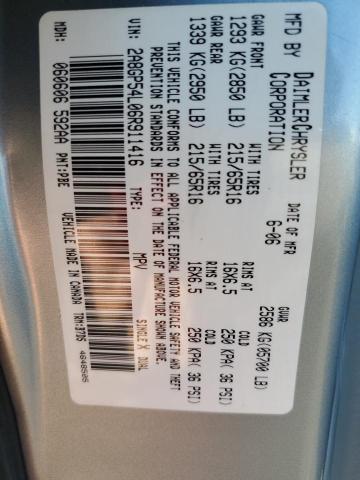 MFD BY DAIMLERCHRYSLER CORPORATION
DATE OF MFR 6-06
GVWR 2586 KG(05700 LB)
GAWR FRONT WITH TIRES RIMS AT COLD
1293 KG(2850 LB) 215/65R16 16X6.5 250 KPA( 36 PSI)
GAWR REAR WITH TIRES RIMS AT COLD
1339 KG(2950 LB) 215/65R16 16X6.5 250 KPA( 36 PSI)
THIS VEHICLE CONFORMS TO ALL APPLICABLE FEDERAL MOTOR VEHICLE SAFETY AND THEFT
PREVENTION STANDARDS IN EFFECT ON THE DATE OF MANUFACTURE SHOWN ABOVE.
2A8GP54L06R911416 MPV SINGLE X DUAL
MDH: 060606 592AA PNT:PBE
VEHICLE MADE IN CANADA TRM: